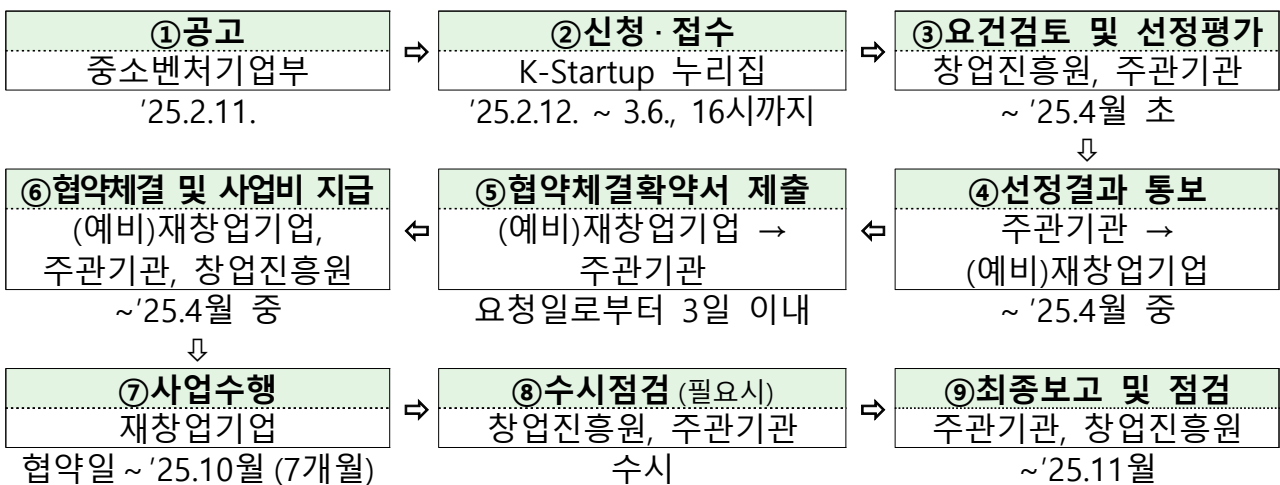 ①공고
중소벤처기업부
'25.2.11.
⇨
②신청 · 접수
K-Startup 누리집
'25.2.12. ~ 3.6., 16시까지
⇨
③요건검토 및 선정평가
창업진흥원, 주관기관
~ '25.4월 초
⇩
④선정결과 통보
주관기관 →
(예비)재창업기업
~ '25.4월 중
⇦
⑤협약체결확약서 제출
(예비)재창업기업 →
주관기관
요청일로부터 3일 이내
⇦
⑥협약체결 및 사업비 지급
(예비)재창업기업,
주관기관, 창업진흥원
~'25.4월 중
⇩
⑦사업수행
재창업기업
협약일 ~ '25.10월 (7개월)
⇨
⑧수시점검 (필요시)
창업진흥원, 주관기관
수시
⇨
⑨최종보고 및 점검
주관기관, 창업진흥원
~'25.11월